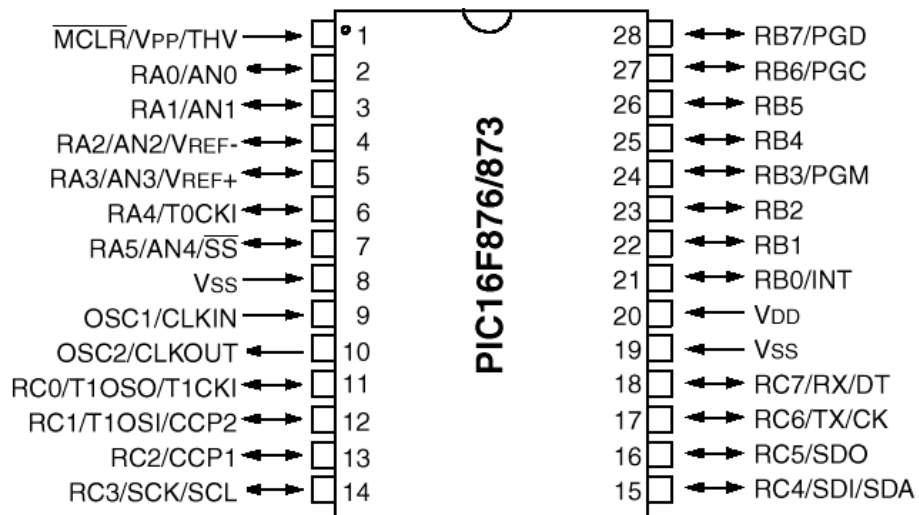 MCLR/VPP/THV 1 28 RB7/PGD
RA0/AN0 2 27 RB6/PGC
RA1/AN1 3 26 RB5
RA2/AN2/VREF- 4 25 RB4
RA3/AN3/VREF+ 5 24 RB3/PGM
RA4/T0CKI 6 23 RB2
RA5/AN4/SS 7 22 RB1
VSS 8 21 RB0/INT
OSC1/CLKIN 9 20 VDD
OSC2/CLKOUT 10 19 VSS
RC0/T1OSO/T1CKI 11 18 RC7/RX/DT
RC1/T1OSI/CCP2 12 17 RC6/TX/CK
RC2/CCP1 13 16 RC5/SDO
RC3/SCK/SCL 14 15 RC4/SDI/SDA
PIC16F876/873